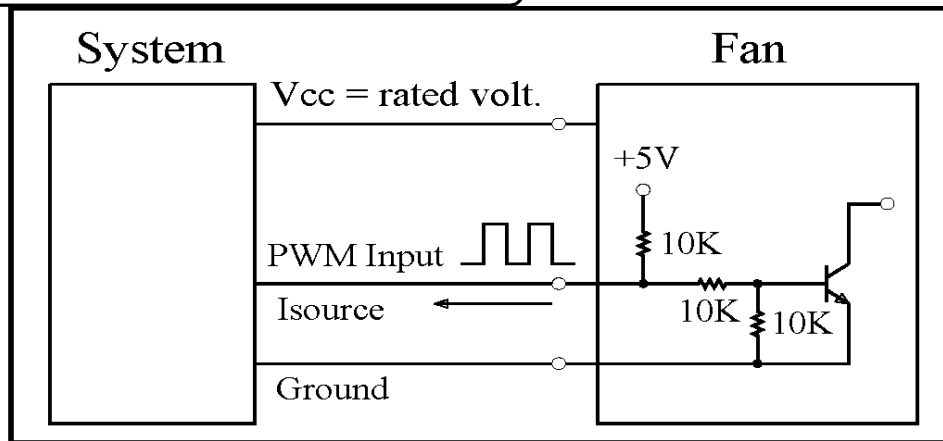 System
Fan
Vcc = rated volt.
+5V
10K
PWM Input
Isource
10K
10K
Ground